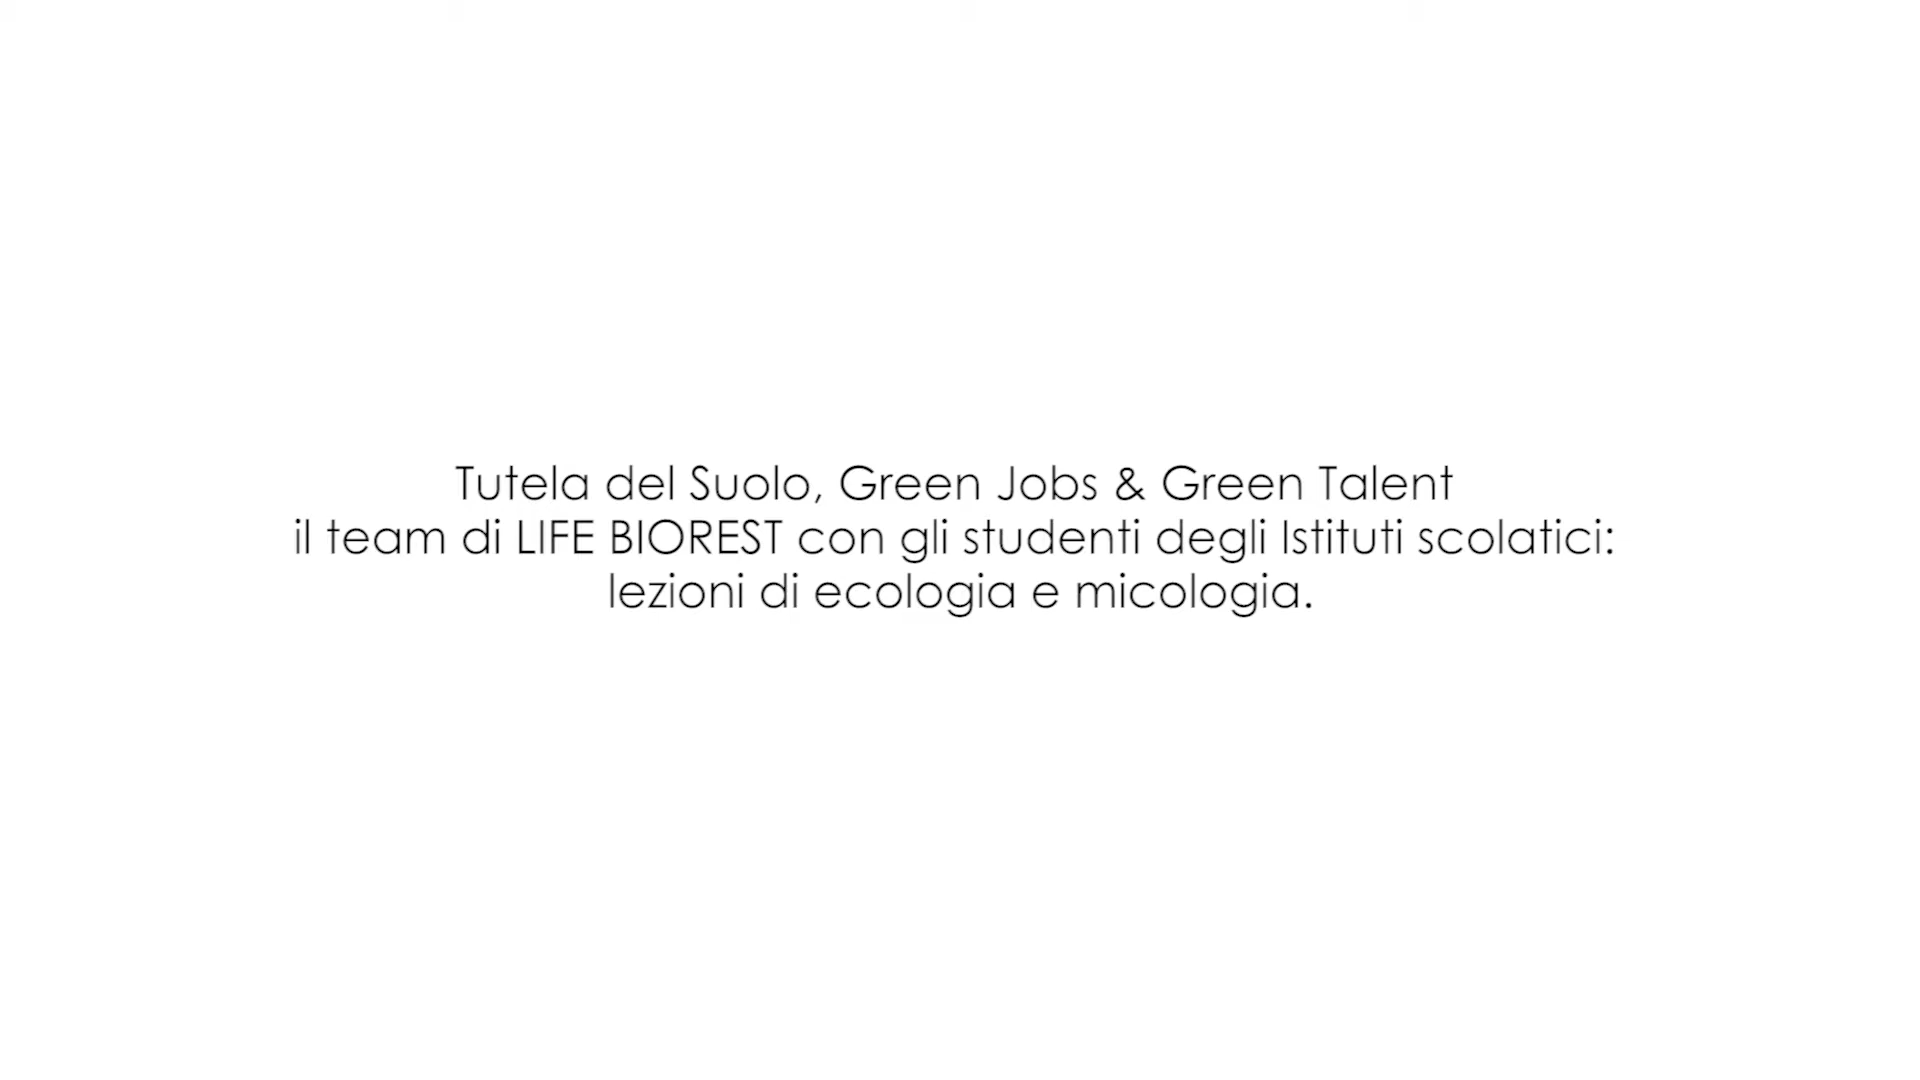 Tutela del Suolo, Green Jobs & Green Talent
il team di LIFE BIOREST con gli studenti degli Istituti scolatici:
lezioni di ecologia e micologia.